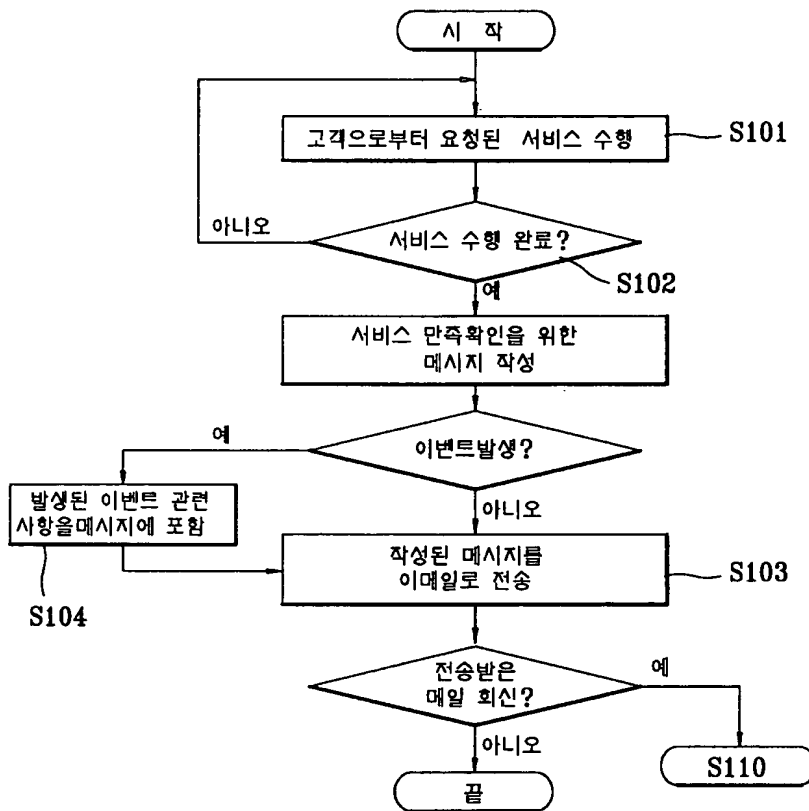 시 작
고객으로부터 요청된 서비스 수행
S101
아니오
서비스 수행 완료?
S102
예
서비스 만족확인을 위한
메시지 작성
예
이벤트발생?
발생된 이벤트 관련
사항을메시지에 포함
아니오
작성된 메시지를
이메일로 전송
S103
S104
전송받은
메일 회신?
예
아니오
S110
끝